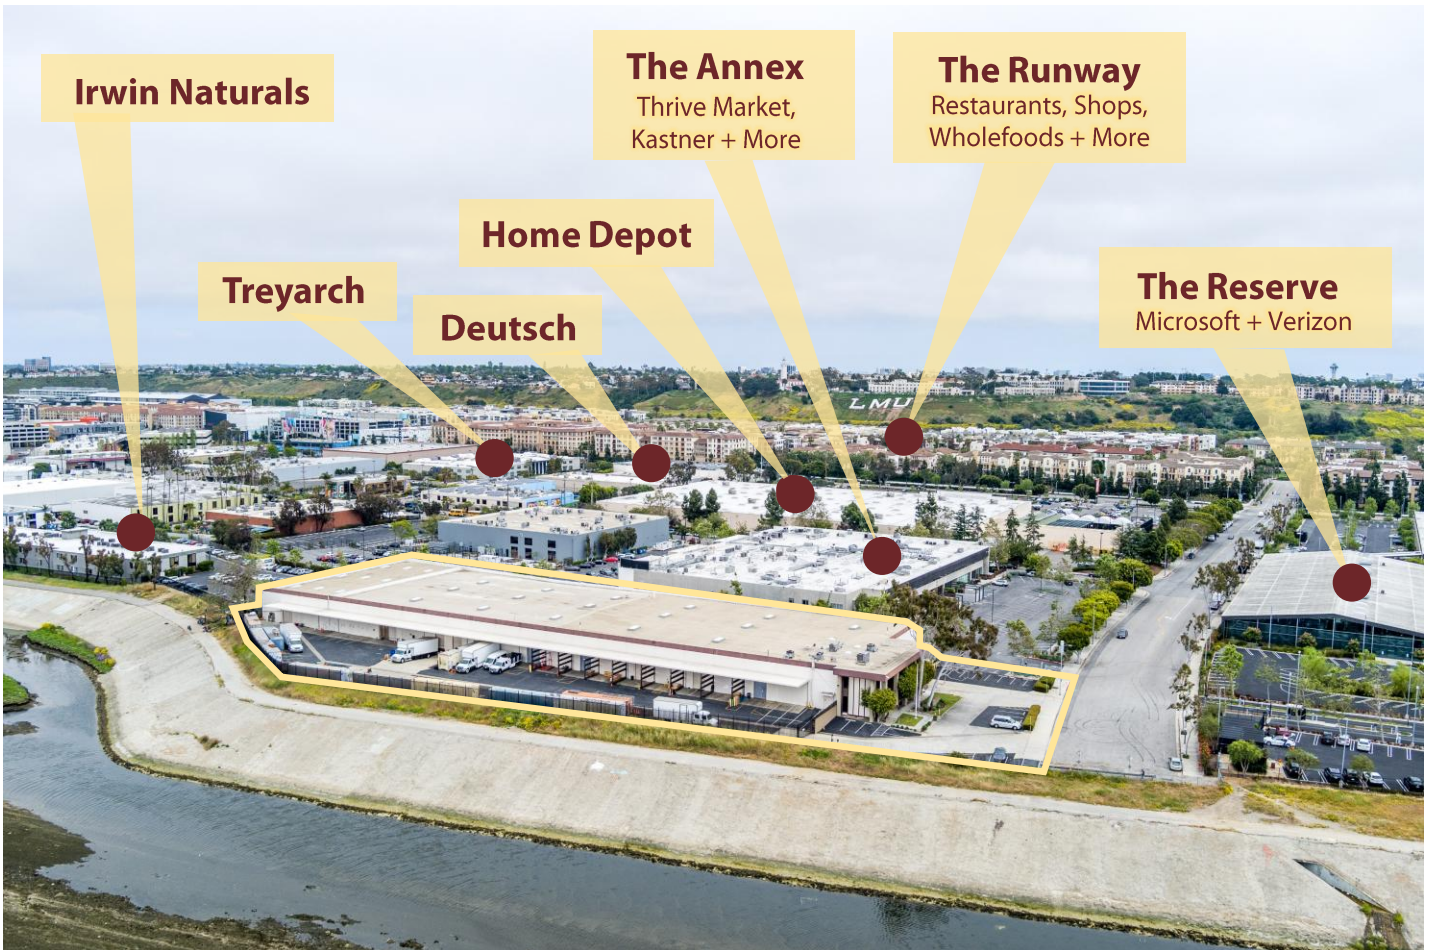 Irwin Naturals
The Annex
Thrive Market,
Kastner + More
The Runway
Restaurants, Shops,
Wholefoods + More
Home Depot
Treyarch
Deutsch
The Reserve
Microsoft + Verizon
LMU